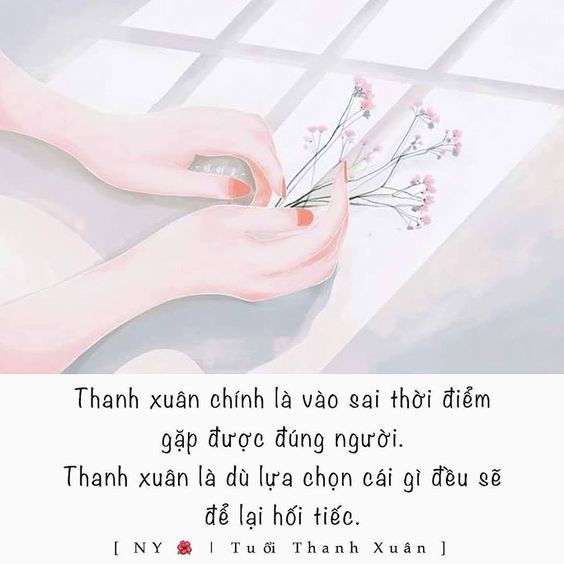 Thanh xuân chính là vào sai thời điểm
gặp được đúng người.
Thanh xuân là dù lựa chọn cái gì đều sẽ
để lại hối tiếc.
[ NY 🌺 | Tuổi Thanh Xuân ]